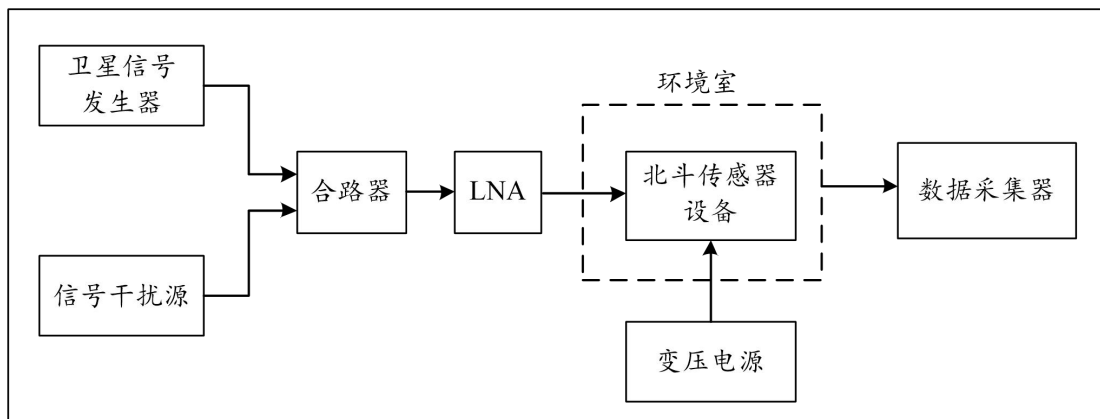 卫星信号
发生器
信号干扰源
合路器
LNA
环境室
北斗传感器
设备
变压电源
数据采集器